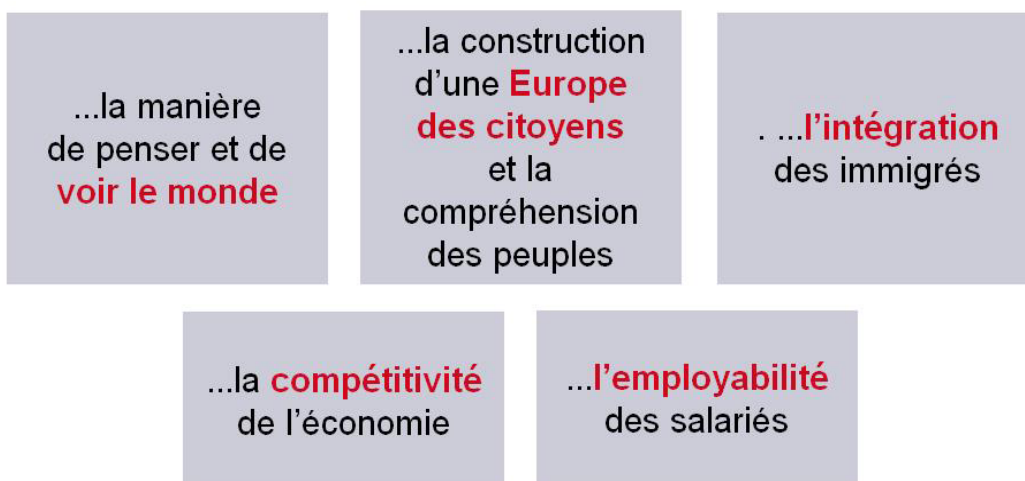 ...la manière
de penser et de
voir le monde
...la construction
d'une Europe
des citoyens
et la
compréhension
des peuples
. ...l'intégration
des immigrés
...la compétitivité
de l'économie
...l'employabilité
des salariés